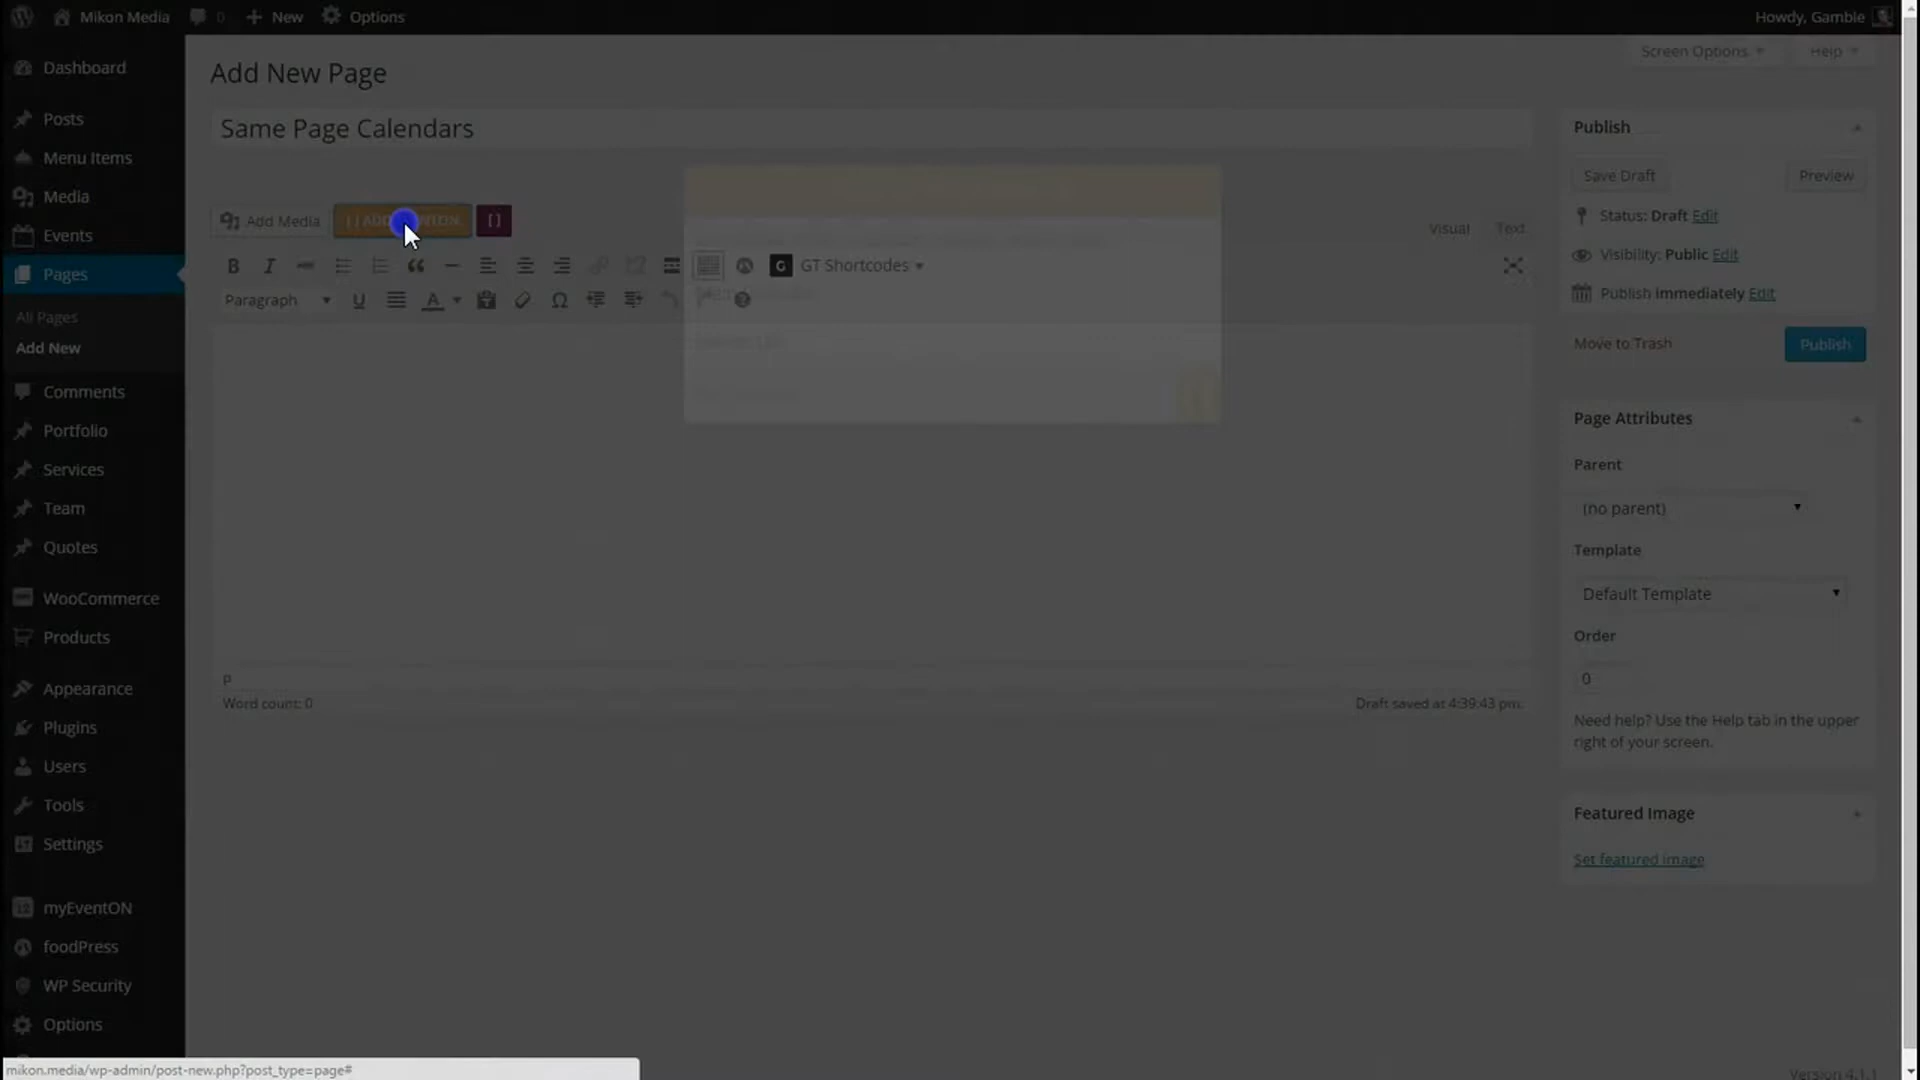 Mikon Media 0 New Options Howdy, Gamble
Screen Options Help
Dashboard
Posts
Menu Items
Media
Events
Pages
All Pages
Add New
Comments
Portfolio
Services
Team
Quotes
WooCommerce
Products
Appearance
Plugins
Users
Tools
Settings
myEventON
foodPress
WP Security
Options
Add New Page
Same Page Calendars
Add Media [ ] ADD [ ]
Visual Text
B I GT Shortcodes
Paragraph U A Ω
P
Word count: 0 Draft saved at 4:39:43 pm.
Publish
Save Draft Preview
Status: Draft Edit
Visibility: Public Edit
Publish immediately Edit
Move to Trash Publish
Page Attributes
Parent
(no parent)
Template
Default Template
Order
0
Need help? Use the Help tab in the upper
right of your screen.
Featured Image
Set featured image
mikon.media/wp-admin/post-new.php?post_type=page#
Version 4.1.1